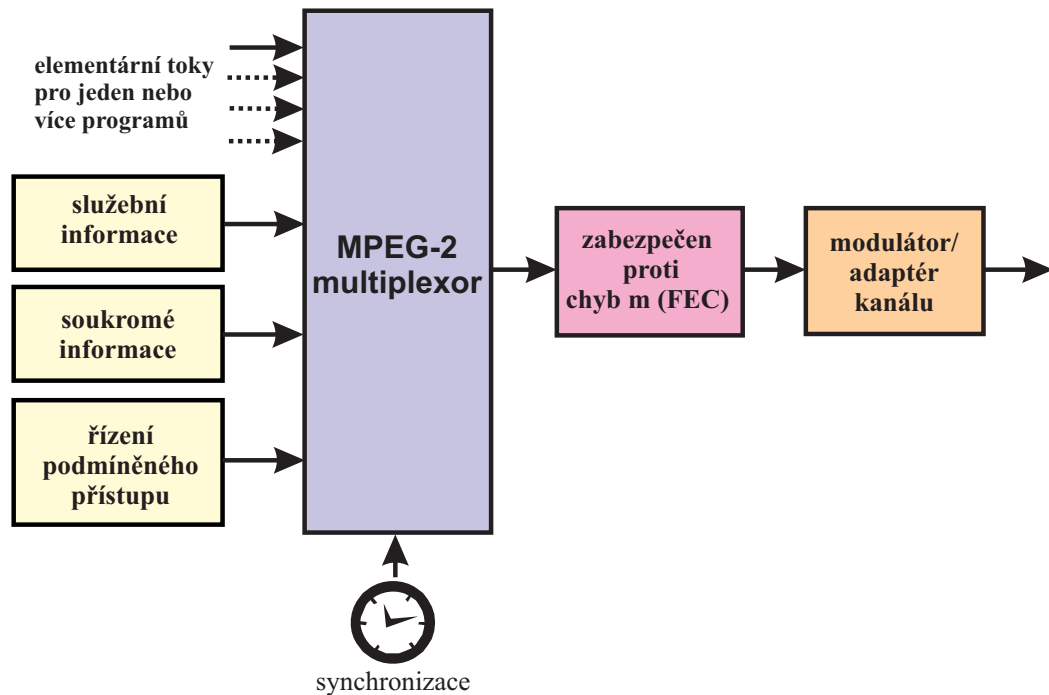 elementární toky
pro jeden nebo
více programů
služební
informace
soukromé
informace
řízení
podmíněného
přístupu
MPEG-2
multiplexor
zabezpečen
proti
chyb m (FEC)
modulátor/
adaptér
kanálu
synchronizace